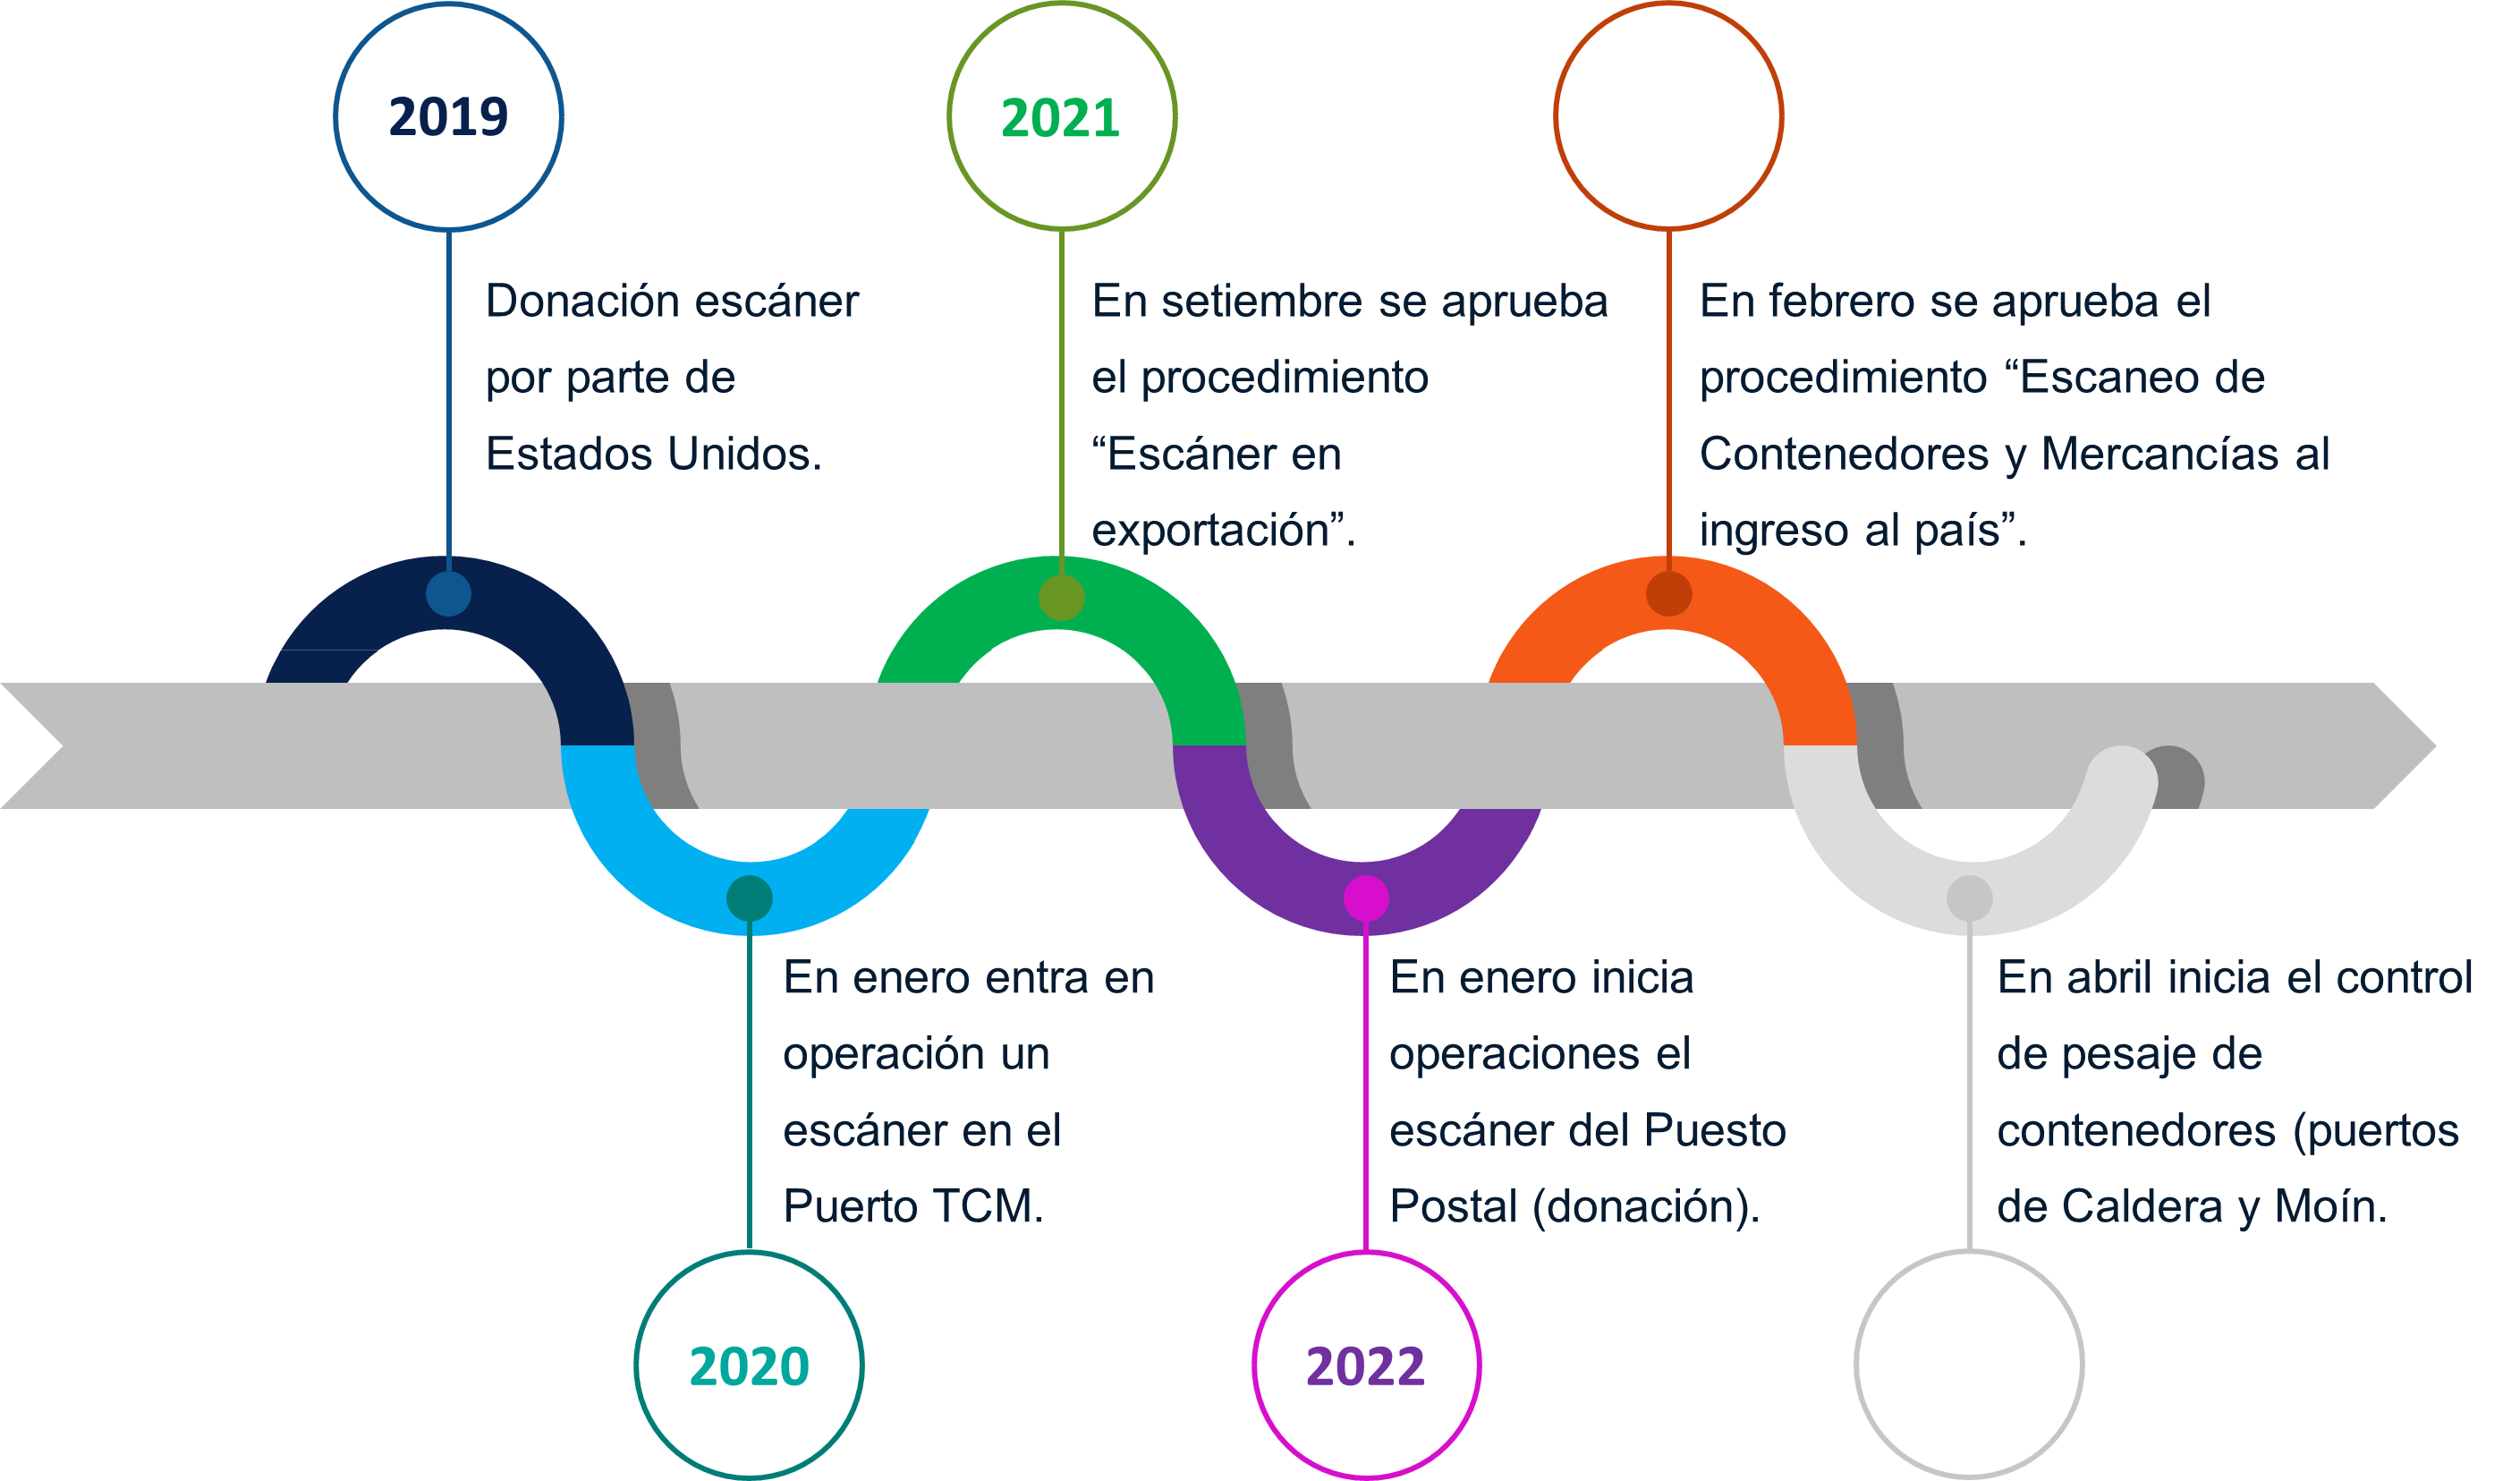 2019
Donación escáner
por parte de
Estados Unidos.
2021
En setiembre se aprueba
el procedimiento
“Escáner en
exportación”.
En febrero se aprueba el
procedimiento “Escaneo de
Contenedores y Mercancías al
ingreso al país”.
En enero entra en
operación un
escáner en el
Puerto TCM.
2020
En enero inicia
operaciones el
escáner del Puesto
Postal (donación).
2022
En abril inicia el control
de pesaje de
contenedores (puertos
de Caldera y Moín.